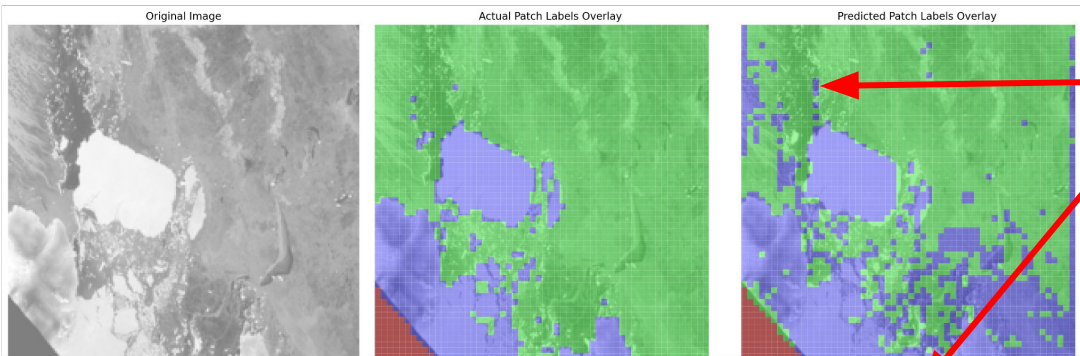 Original Image
Actual Patch Labels Overlay
Predicted Patch Labels Overlay